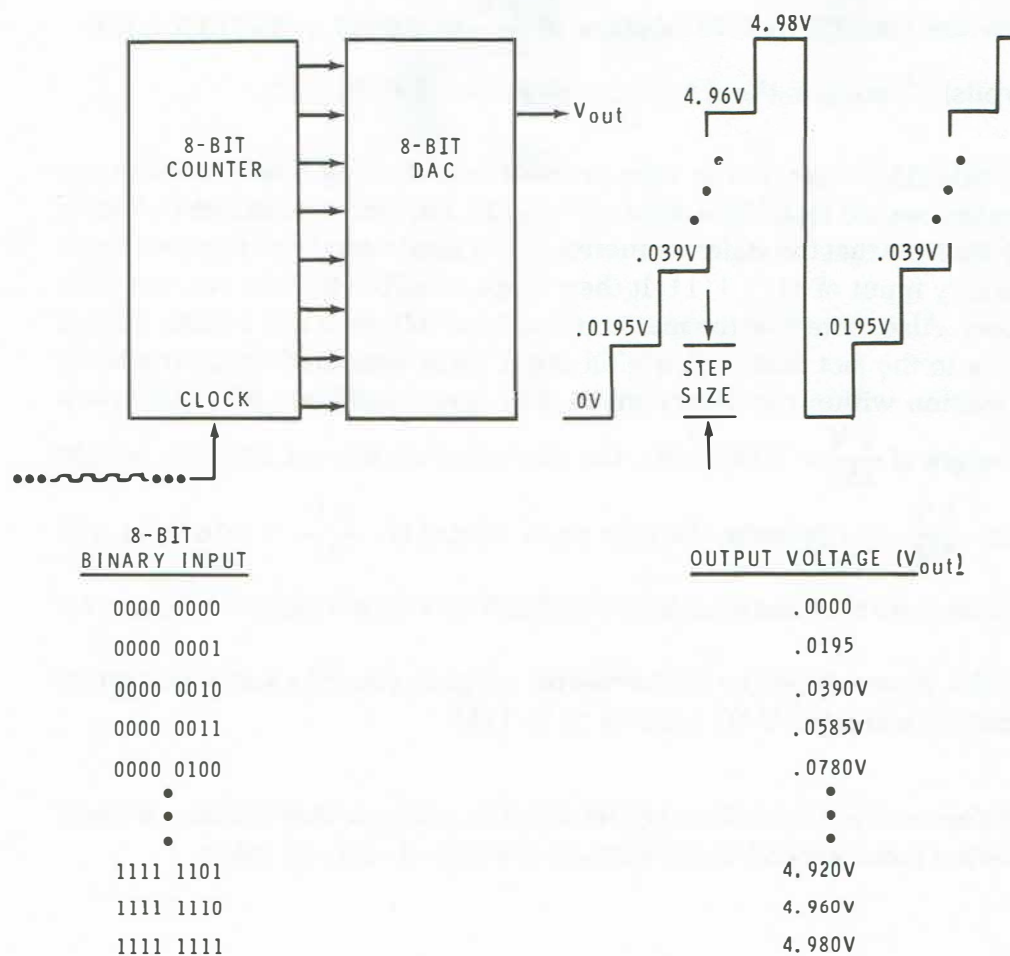 4.98V
4.96V
Vout
8-BIT
COUNTER
8-BIT
DAC
.039V
.039V
.0195V
.0195V
STEP
SIZE
CLOCK
0V
8-BIT
BINARY INPUT
OUTPUT VOLTAGE (Vout)
0000 0000 .0000
0000 0001 .0195
0000 0010 .0390V
0000 0011 .0585V
0000 0100 .0780V
1111 1101 4.920V
1111 1110 4.960V
1111 1111 4.980V